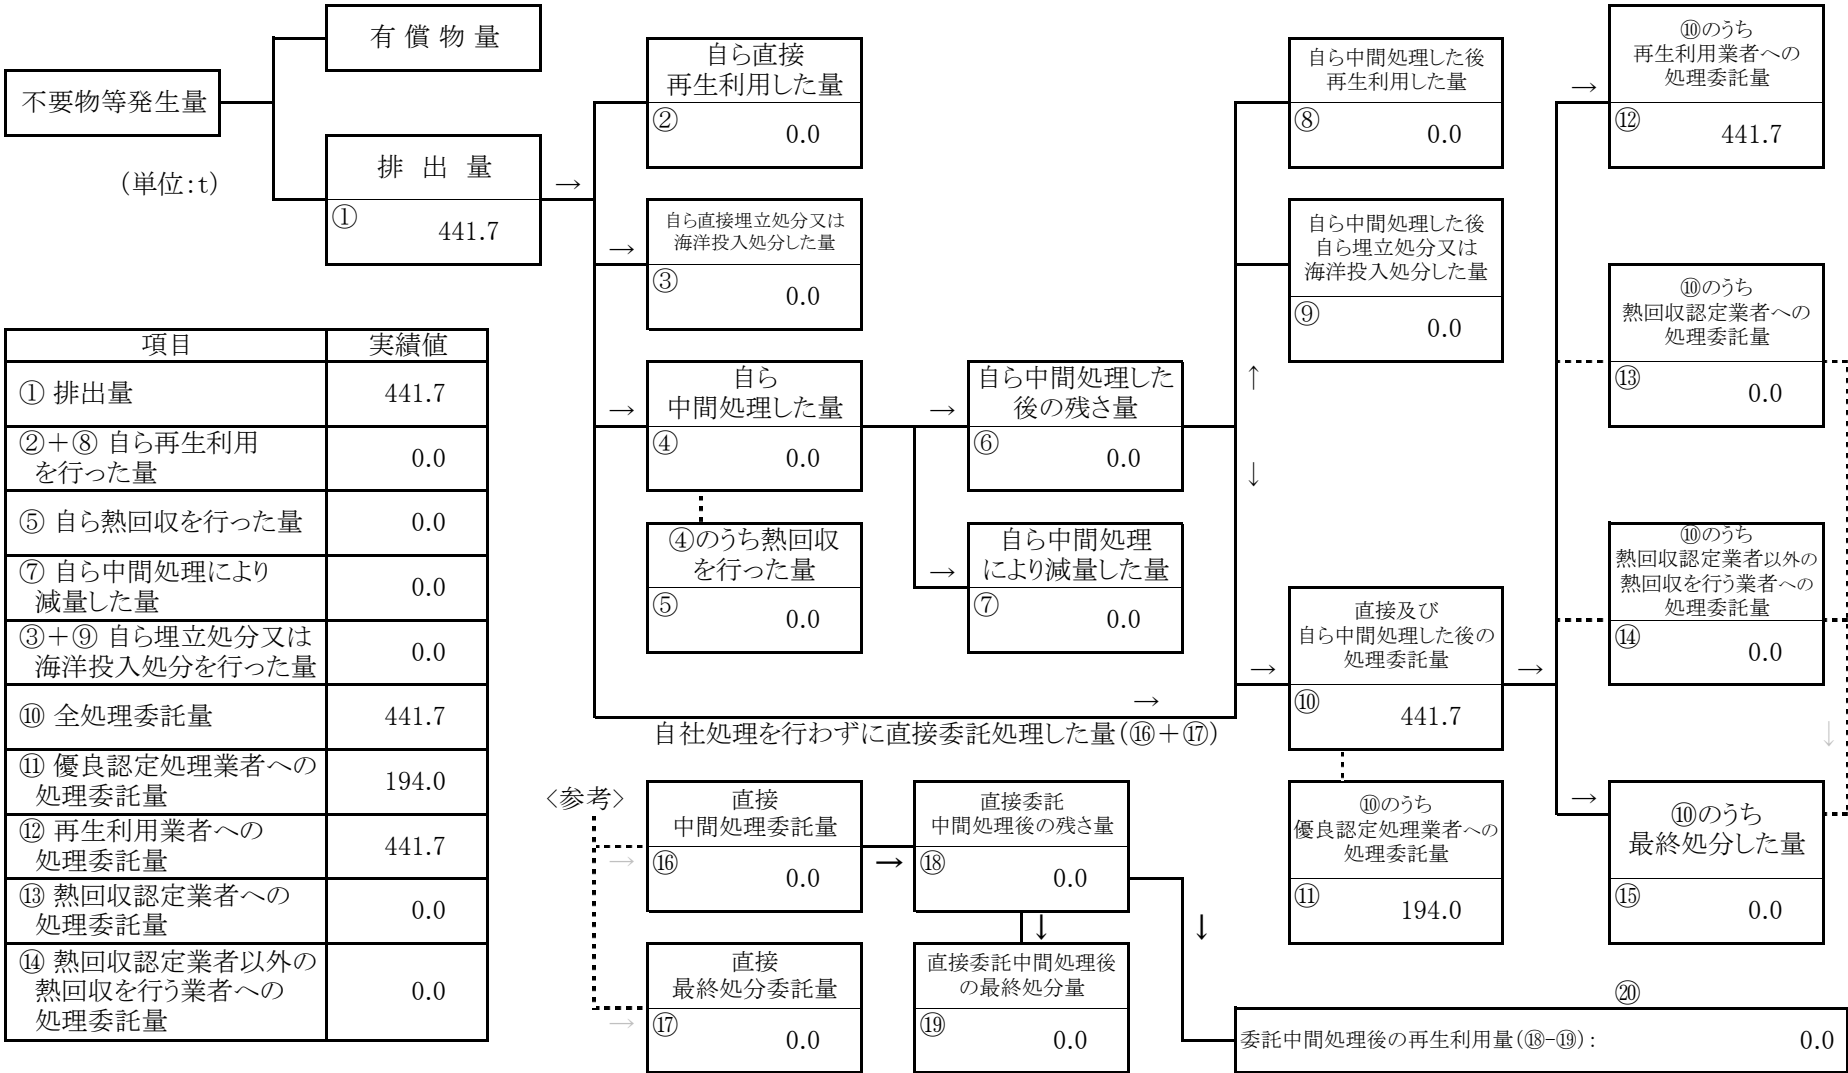 不要物等発生量
(単位:t)
有償物量
排出量
①
441.7
自ら直接
再生利用した量
②
0.0
自ら直接埋立処分又は
海洋投入処分した量
③
0.0
自ら
中間処理した量
④
0.0
④のうち熱回収
を行った量
⑤
0.0
自ら中間処理した
後の残さ量
⑥
0.0
自ら中間処理
により減量した量
⑦
0.0
自ら中間処理した後
再生利用した量
⑧
0.0
自ら中間処理した後
自ら埋立処分又は
海洋投入処分した量
⑨
0.0
直接及び
自ら中間処理した後の
処理委託量
⑩
441.7
⑩のうち
優良認定処理業者への
処理委託量
⑪
194.0
⑩のうち
再生利用業者への
処理委託量
⑫
441.7
⑩のうち
熱回収認定業者への
処理委託量
⑬
0.0
⑩のうち
熱回収認定業者以外の
熱回収を行う業者への
処理委託量
⑭
0.0
⑩のうち
最終処分した量
⑮
0.0
自社処理を行わずに直接委託処理した量(⑯+⑰)
<参考>
直接
中間処理委託量
⑯
0.0
直接
最終処分委託量
⑰
0.0
直接委託
中間処理後の残さ量
⑱
0.0
直接委託中間処理後
の最終処分量
⑲
0.0
⑳
委託中間処理後の再生利用量(⑱-⑲): 0.0
項目 実績値
① 排出量 441.7
②+⑧ 自ら再生利用
を行った量 0.0
⑤ 自ら熱回収を行った量 0.0
⑦ 自ら中間処理により
減量した量 0.0
③+⑨ 自ら埋立処分又は
海洋投入処分を行った量 0.0
⑩ 全処理委託量 441.7
⑪ 優良認定処理業者への
処理委託量 194.0
⑫ 再生利用業者への
処理委託量 441.7
⑬ 熱回収認定業者への
処理委託量 0.0
⑭ 熱回収認定業者以外の
熱回収を行う業者への
処理委託量 0.0